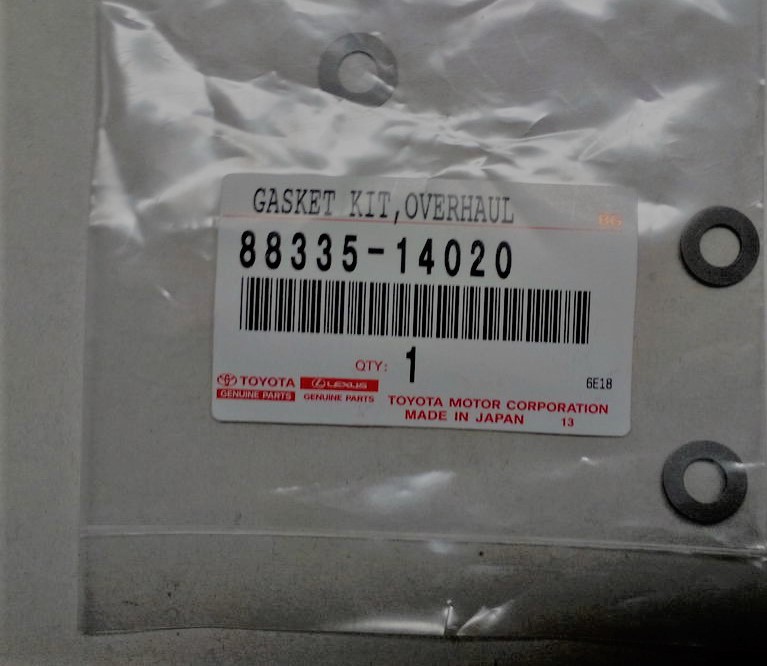 GASKET KIT,OVERHAUL
BG
88335-14020
QTY: 1
6E18
TOYOTA LEXUS
GENUINE PARTS GENUINE PARTS
TOYOTA MOTOR CORPORATION
MADE IN JAPAN 13